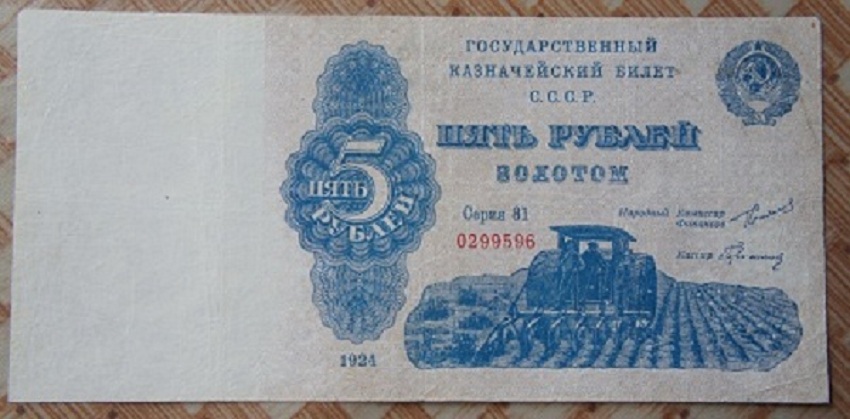 ГОСУДАРСТВЕННЫЙ
КАЗНАЧЕЙСКИЙ БИЛЕТ
С.С.С.Р.
ПЯТЬ РУБЛЕЙ
ЗОЛОТОМ
5
ПЯТЬ
РУБЛЕЙ
Серия 81
0299596
Народный Комиссар
Финансов
Кассир
1924